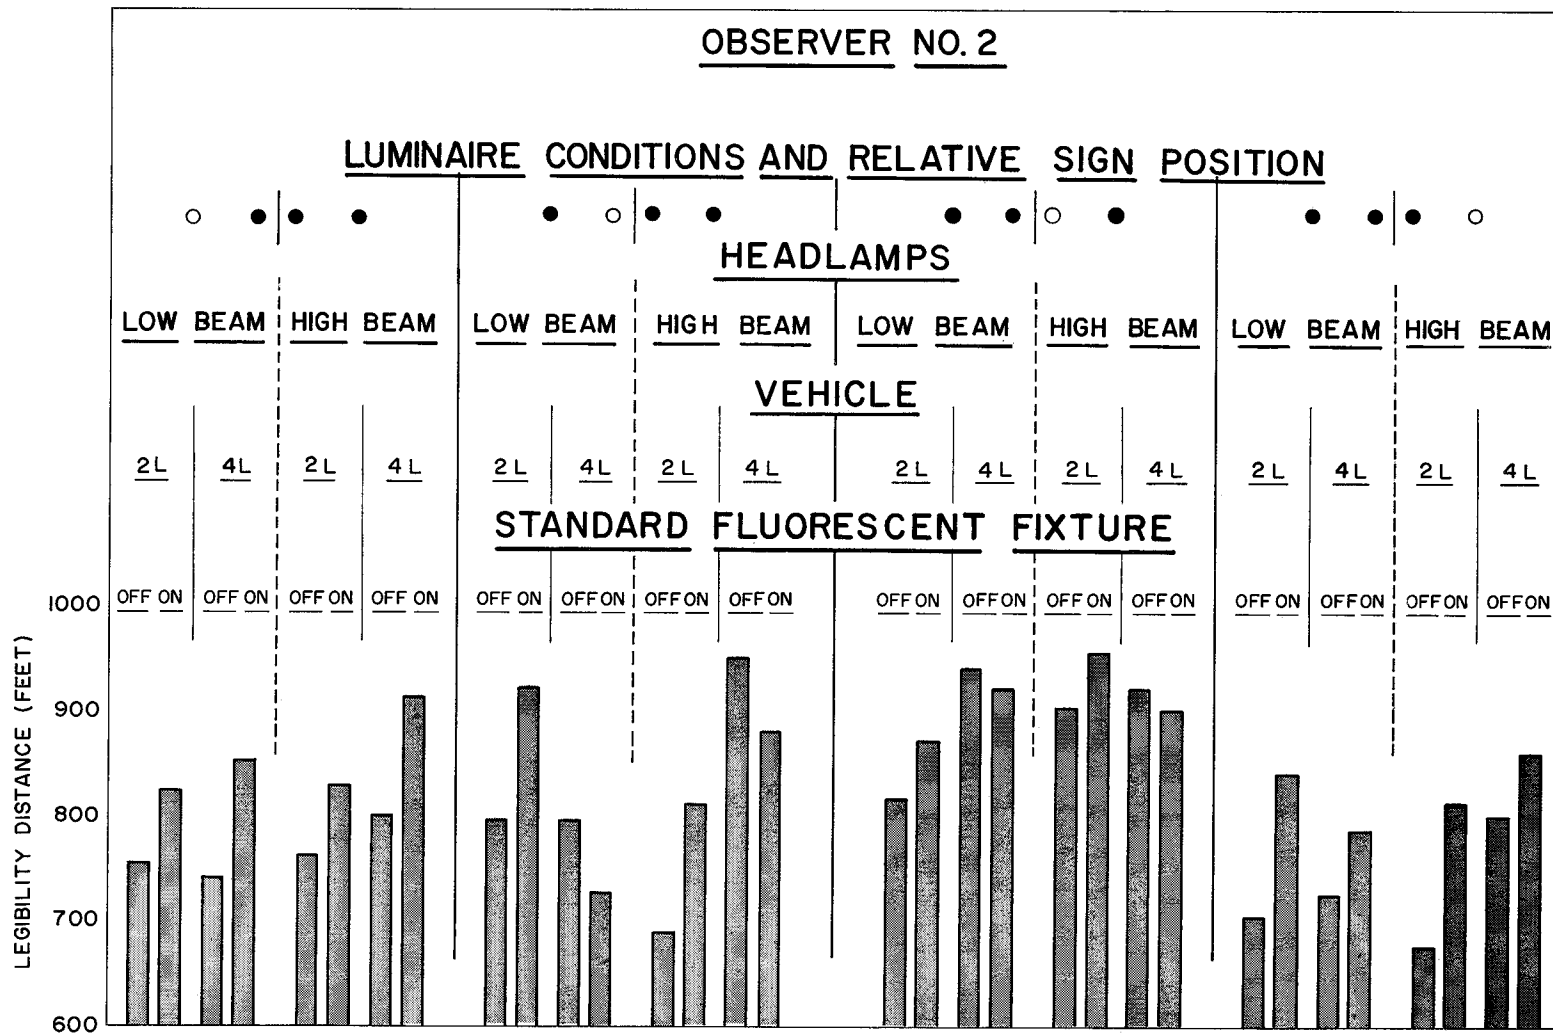 OBSERVER NO. 2
LUMINAIRE CONDITIONS AND RELATIVE SIGN POSITION
HEADLAMPS
LOW BEAM HIGH BEAM LOW BEAM HIGH BEAM LOW BEAM HIGH BEAM LOW BEAM HIGH BEAM
VEHICLE
2L 4L 2L 4L 2L 4L 2L 4L 2L 4L 2L 4L 2L 4L 2L 4L
STANDARD FLUORESCENT FIXTURE
OFF ON OFF ON OFF ON OFF ON OFF ON OFF ON OFF ON OFF ON OFF ON OFF ON OFF ON OFF ON OFF ON OFF ON OFF ON OFF ON
1000
900
800
700
600
LEGIBILITY DISTANCE (FEET)